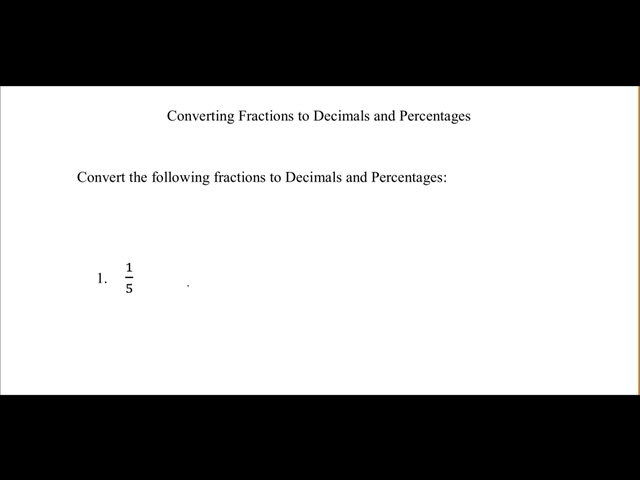 Converting Fractions to Decimals and Percentages
Convert the following fractions to Decimals and Percentages:
1. 1/5